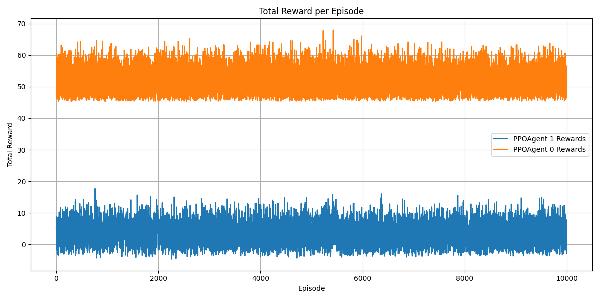 Total Reward per Episode
Total Reward
70
60
50
40
30
20
10
0
PPOAgent 1 Rewards
PPOAgent 0 Rewards
0
2000
4000
6000
8000
10000
Episode